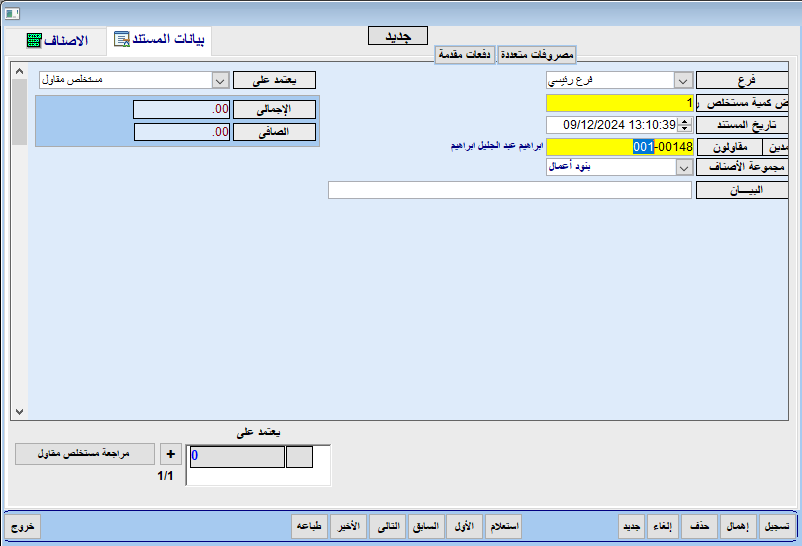 جديد
بيانات المستند
الاصناف
مصروفات متعددة
دفعات مقدمة
فرع
فرع رئيسي
يعتمد على
مستخلص مقاول
ض كمية مستخلص ر
1
الإجمالى
.00
تاريخ المستند
09/12/2024 13:10:39
الصافى
.00
مدين
مقاولون
001-00148
ابراهيم عبد الجليل ابراهيم
مجموعة الأصناف
بنود أعمال
البيـــان
يعتمد على
0
+
مراجعة مستخلص مقاول
1/1
تسجيل
إهمال
حذف
إلغاء
جديد
استعلام
الأول
السابق
التالى
الأخير
طباعه
خروج